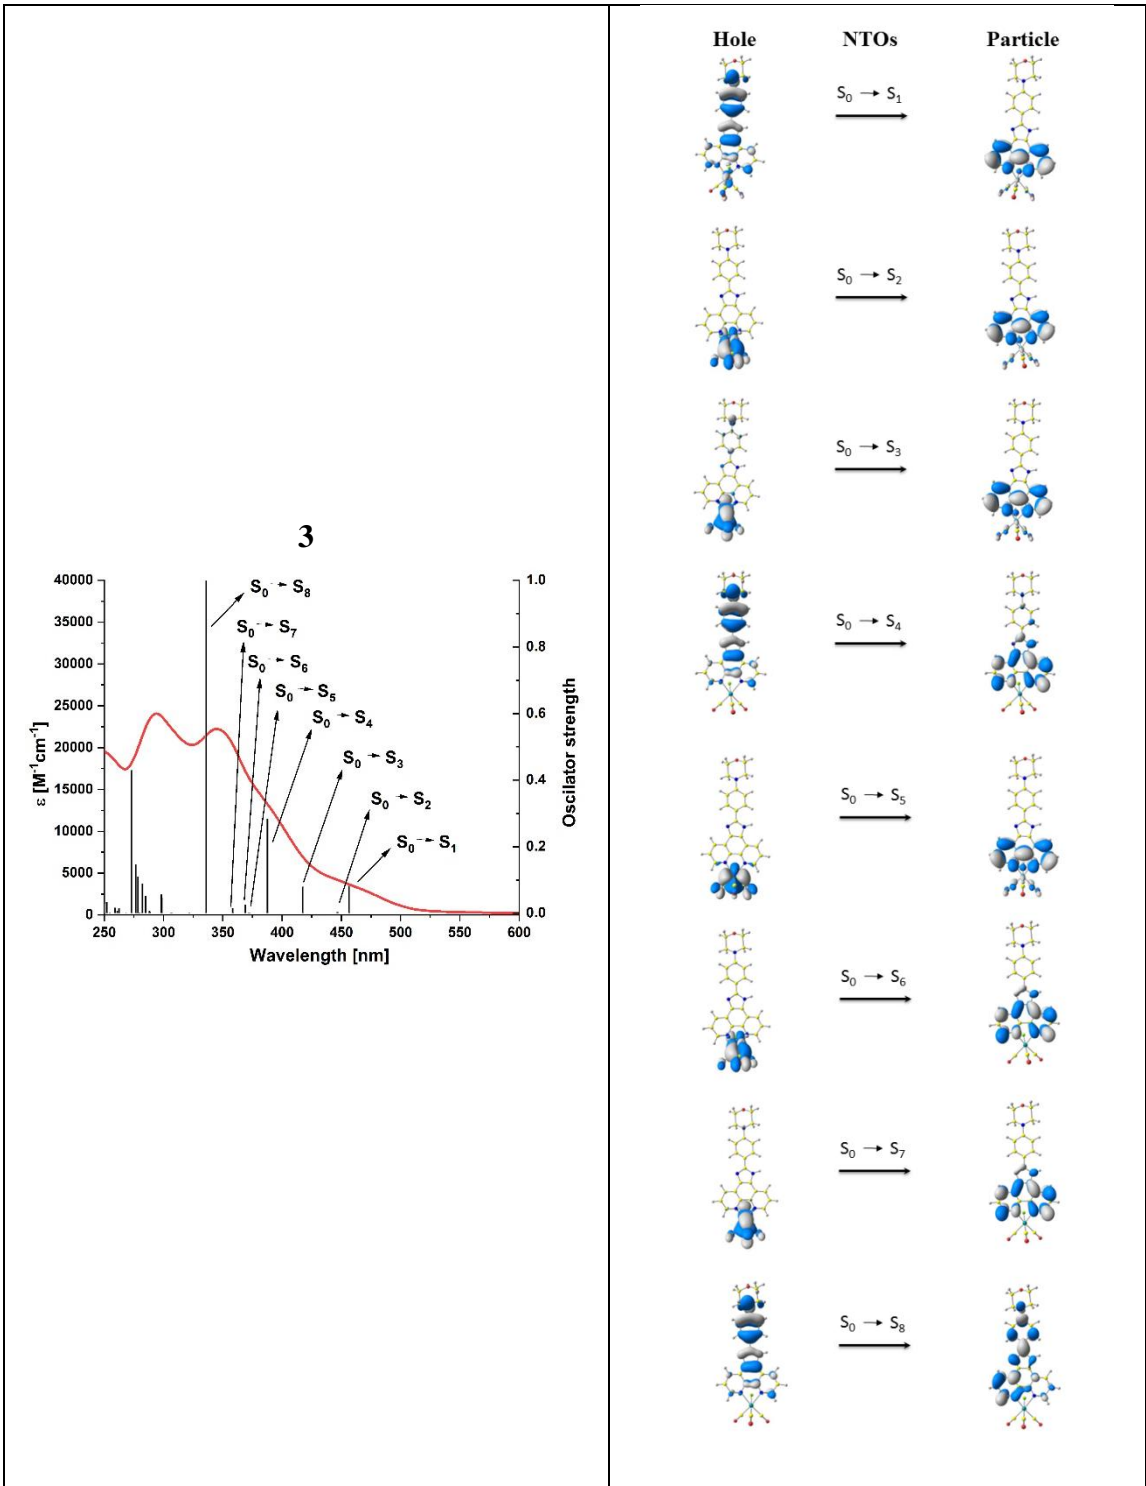 3
40000
35000
30000
25000
20000
15000
10000
5000
0
ε [M⁻¹cm⁻¹]
1.0
0.8
0.6
0.4
0.2
0.0
Oscilator strength
250 300 350 400 450 500 550 600
Wavelength [nm]
S₀ → S₈
S₀ → S₇
S₀ → S₆
S₀ → S₅
S₀ → S₄
S₀ → S₃
S₀ → S₂
S₀ → S₁
Hole NTOs Particle
S₀ → S₁
S₀ → S₂
S₀ → S₃
S₀ → S₄
S₀ → S₅
S₀ → S₆
S₀ → S₇
S₀ → S₈